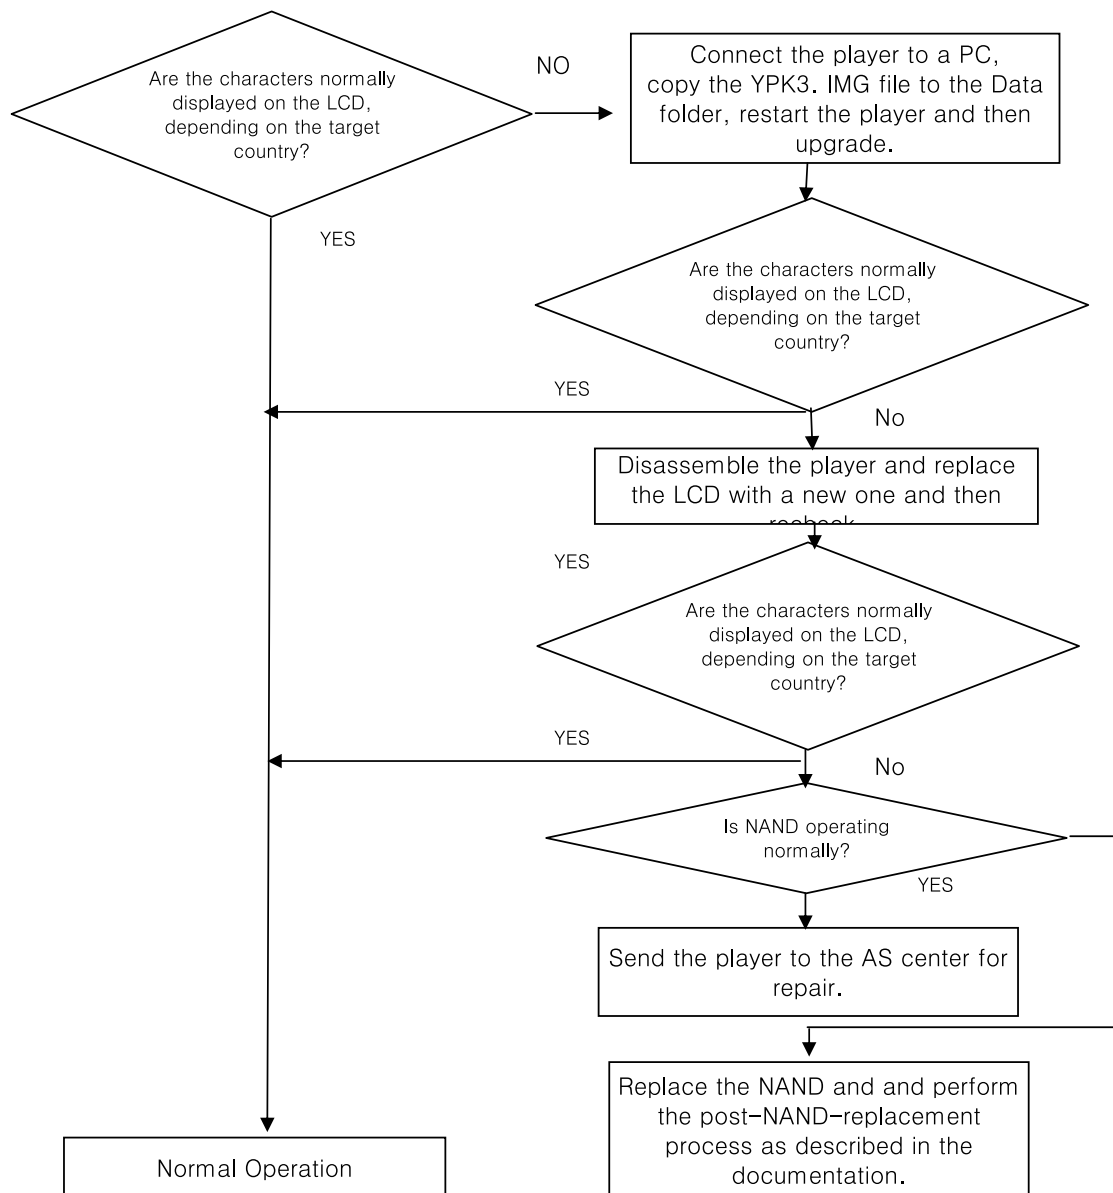 Are the characters normally
displayed on the LCD,
depending on the target
country?
NO
Connect the player to a PC,
copy the YPK3. IMG file to the Data
folder, restart the player and then
upgrade.
YES
Are the characters normally
displayed on the LCD,
depending on the target
country?
YES
No
Disassemble the player and replace
the LCD with a new one and then
YES
Are the characters normally
displayed on the LCD,
depending on the target
country?
YES
No
Is NAND operating
normally?
YES
Send the player to the AS center for
repair.
Replace the NAND and and perform
the post-NAND-replacement
process as described in the
documentation.
Normal Operation